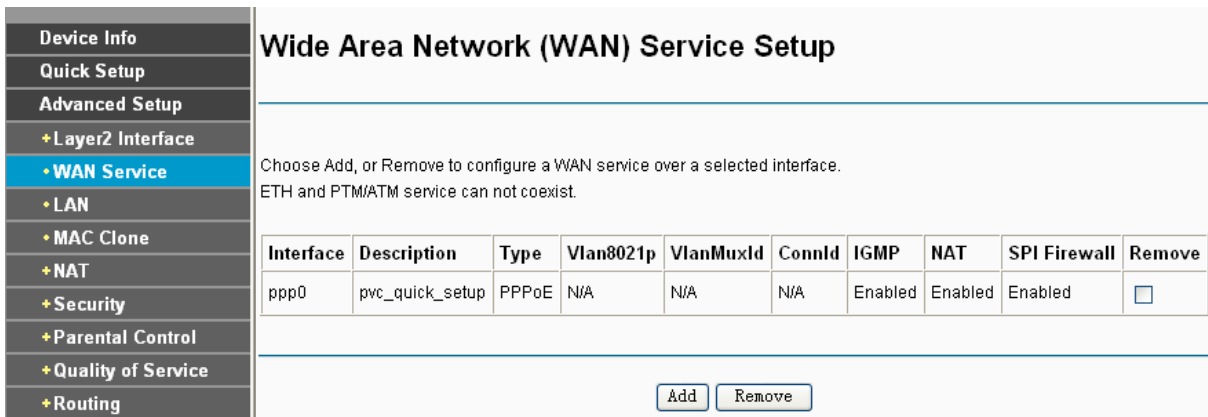 Device Info
Quick Setup
Advanced Setup
+Layer2 Interface
•WAN Service
•LAN
•MAC Clone
+NAT
+Security
+Parental Control
+Quality of Service
+Routing
Wide Area Network (WAN) Service Setup
Choose Add, or Remove to configure a WAN service over a selected interface.
ETH and PTM/ATM service can not coexist.
Interface Description Type Vlan8021p VlanMuxId ConnId IGMP NAT SPI Firewall Remove
ppp0 pvc_quick_setup PPPoE N/A N/A N/A Enabled Enabled Enabled
Add Remove